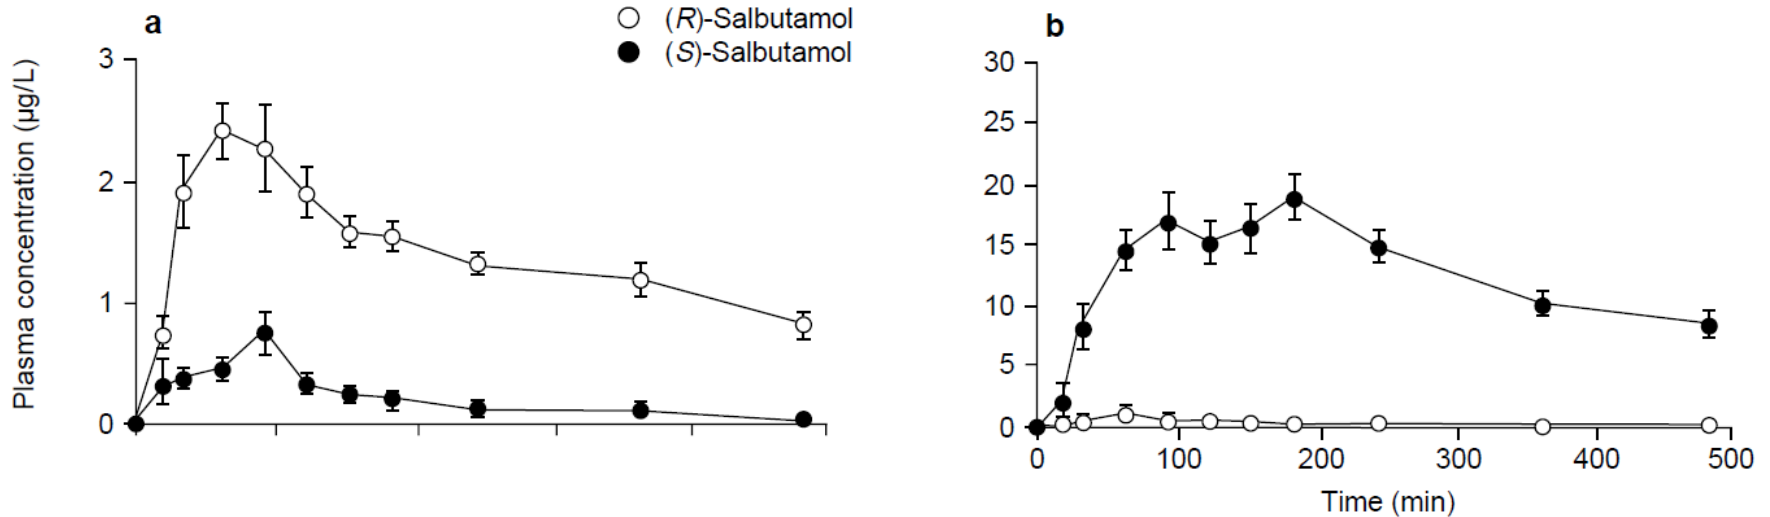 a
(R)-Salbutamol
(S)-Salbutamol
Plasma concentration (µg/L)
3
2
1
0
b
30
25
20
15
10
5
0
0 100 200 300 400 500
Time (min)